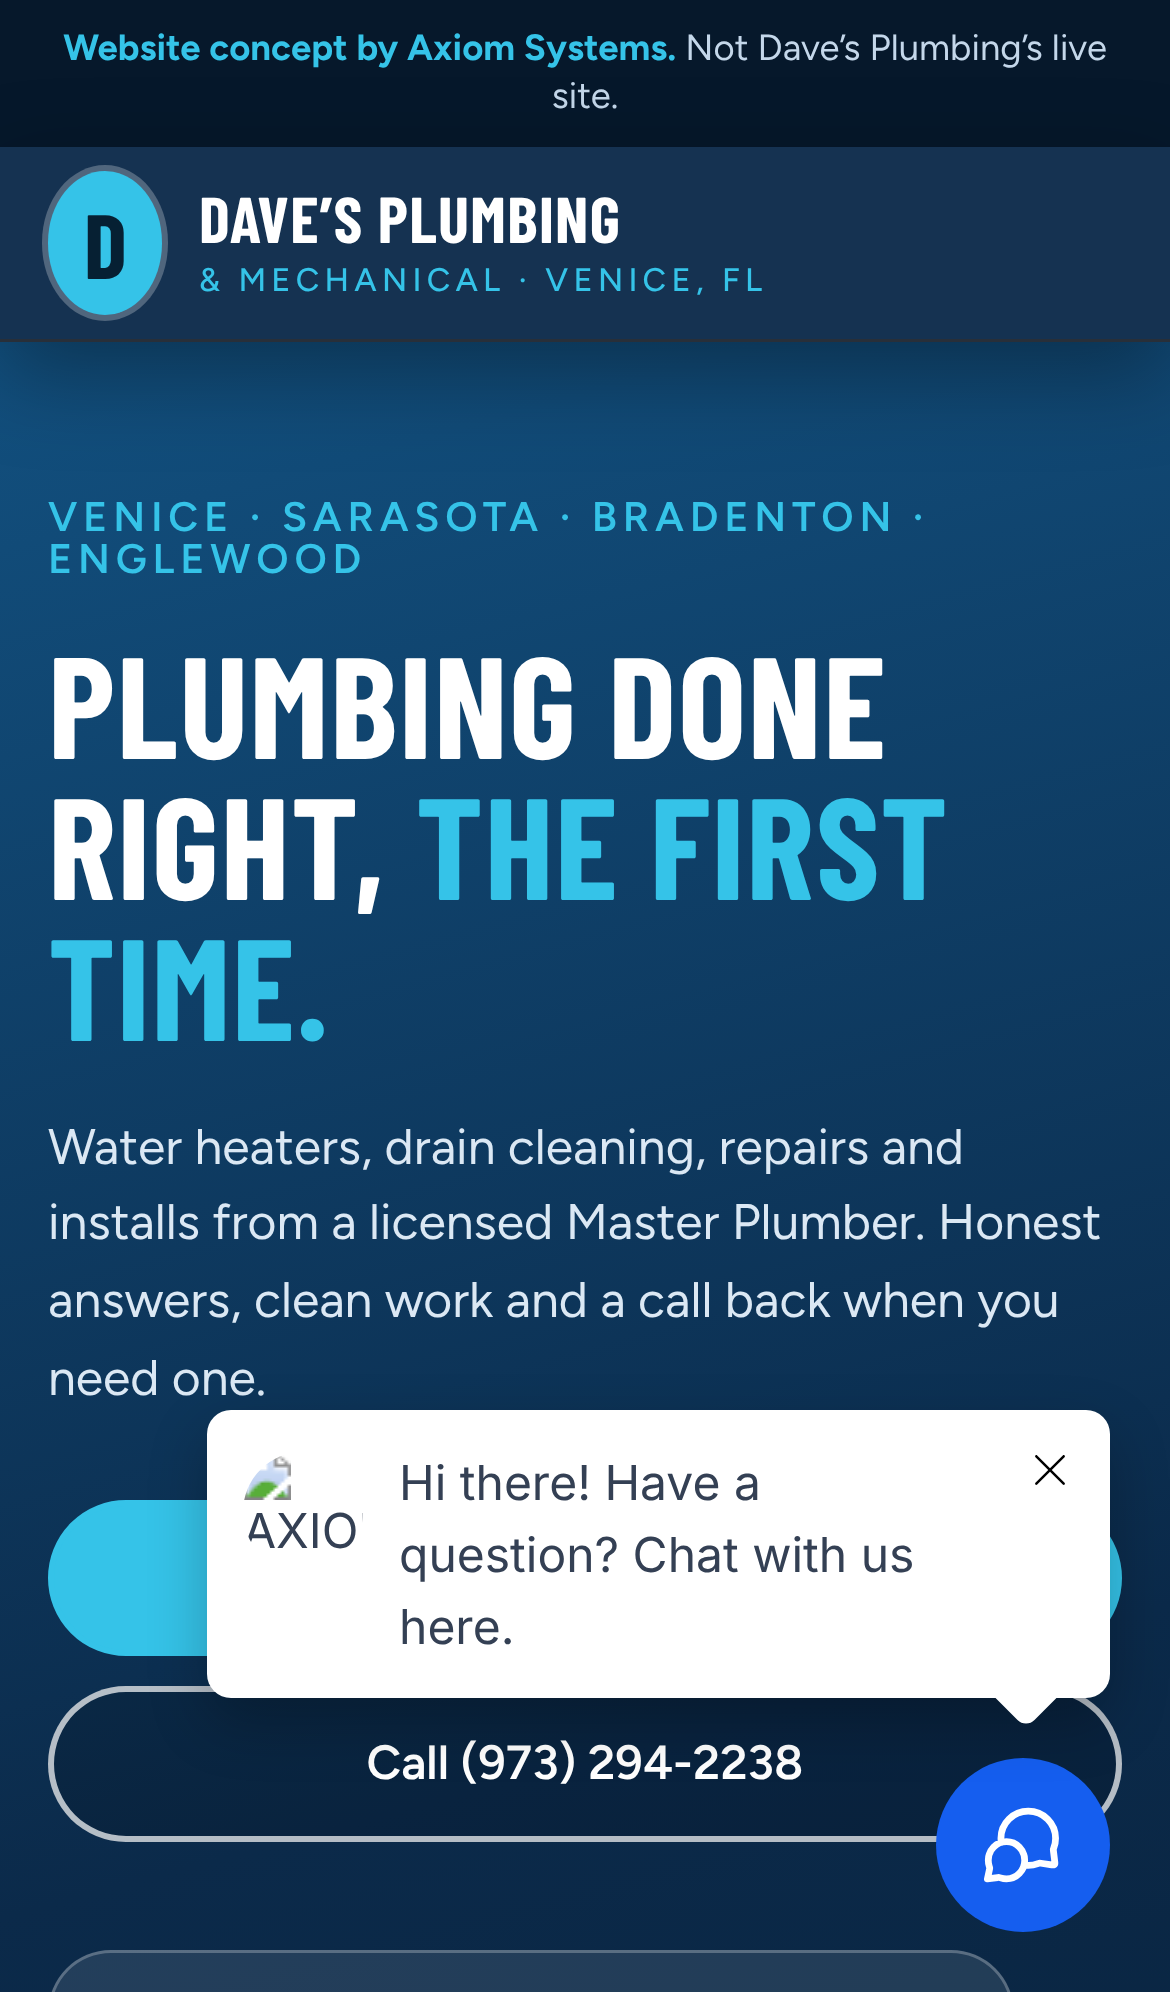 Website concept by Axiom Systems. Not Dave’s Plumbing’s live
site.
D
DAVE’S PLUMBING
& MECHANICAL · VENICE, FL
VENICE · SARASOTA · BRADENTON ·
ENGLEWOOD
PLUMBING DONE
RIGHT, THE FIRST
TIME.
Water heaters, drain cleaning, repairs and
installs from a licensed Master Plumber. Honest
answers, clean work and a call back when you
need one.
Hi there! Have a
question? Chat with us
here.
AXIO
Call (973) 294-2238